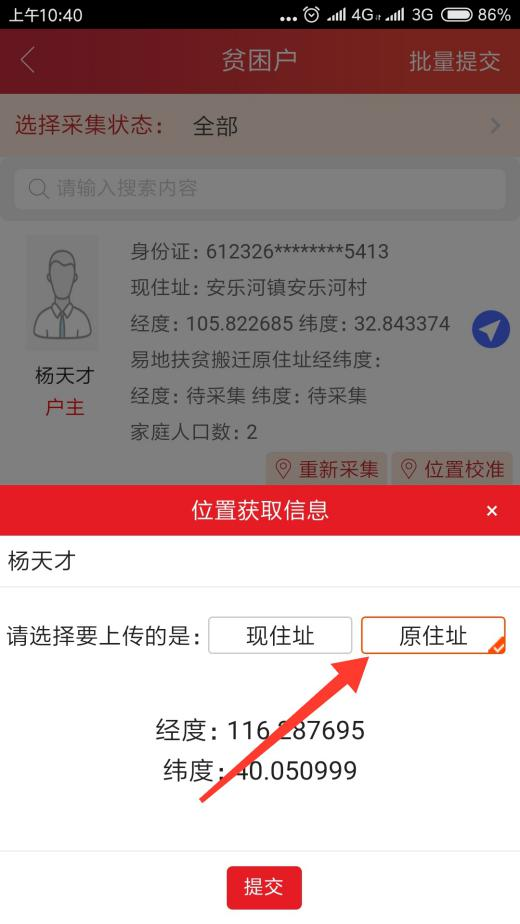 上午10:40 ... 4G 3G 86%
贫困户 批量提交
选择采集状态： 全部
请输入搜索内容
身份证：612326********5413
现住址：安乐河镇安乐河村
经度：105.822685 纬度：32.843374
易地扶贫搬迁原住址经纬度：
杨天才
经度：待采集 纬度：待采集
户主
家庭人口数：2
重新采集 位置校准
位置获取信息 ×
杨天才
请选择要上传的是： 现住址 原住址
经度：116.287695
纬度：40.050999
提交